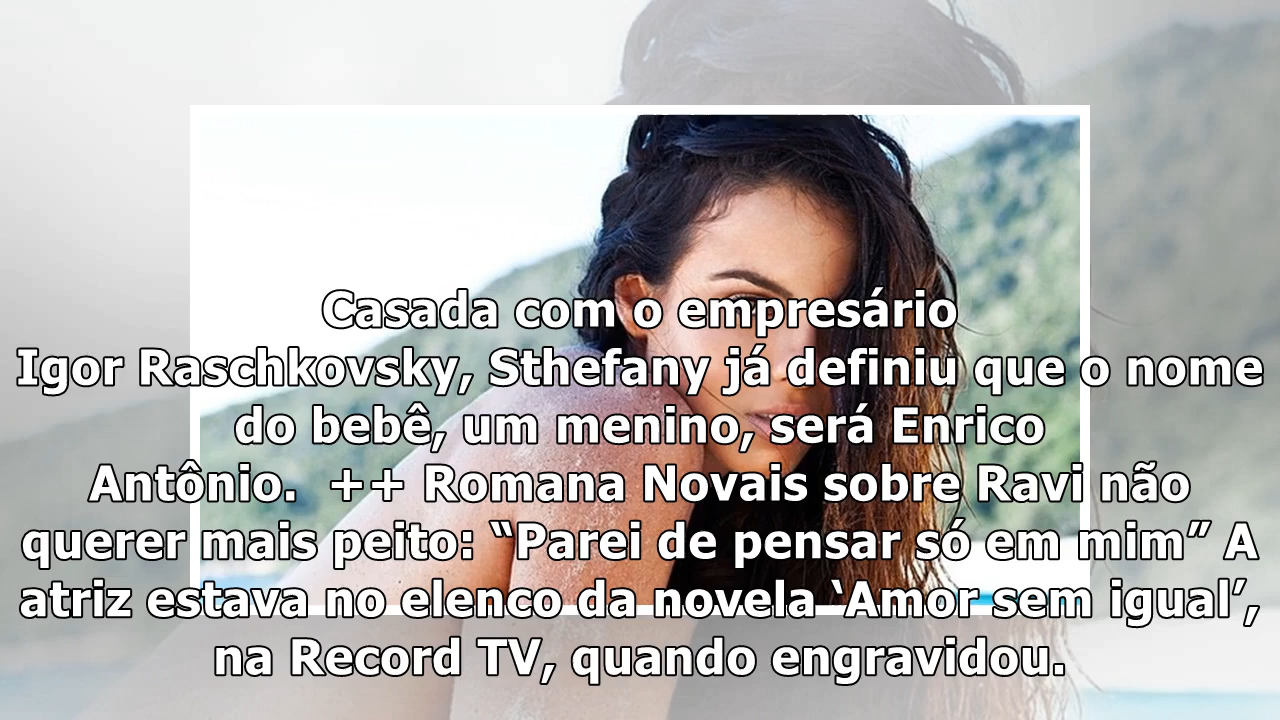 Casada com o empresário
Igor Raschkovsky, Sthefany já definiu que o nome
do bebê, um menino, será Enrico
Antônio.  ++ Romana Novais sobre Ravi não
querer mais peito: “Parei de pensar só em mim” A
atriz estava no elenco da novela ‘Amor sem igual’,
na Record TV, quando engravidou.